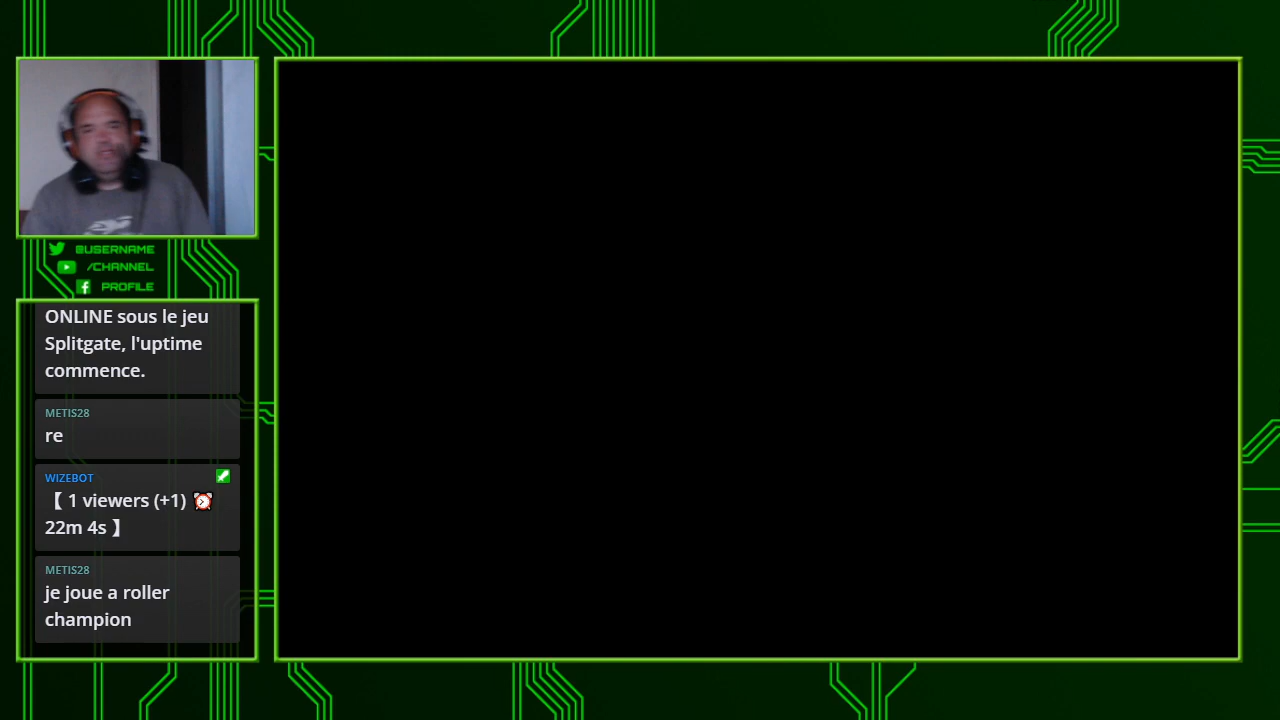 @USERNAME
/CHANNEL
PROFILE
ONLINE sous le jeu
Splitgate, l'uptime
commence.
METIS28
re
WIZEBOT
【 1 viewers (+1) ⏰
22m 4s 】
METIS28
je joue a roller
champion